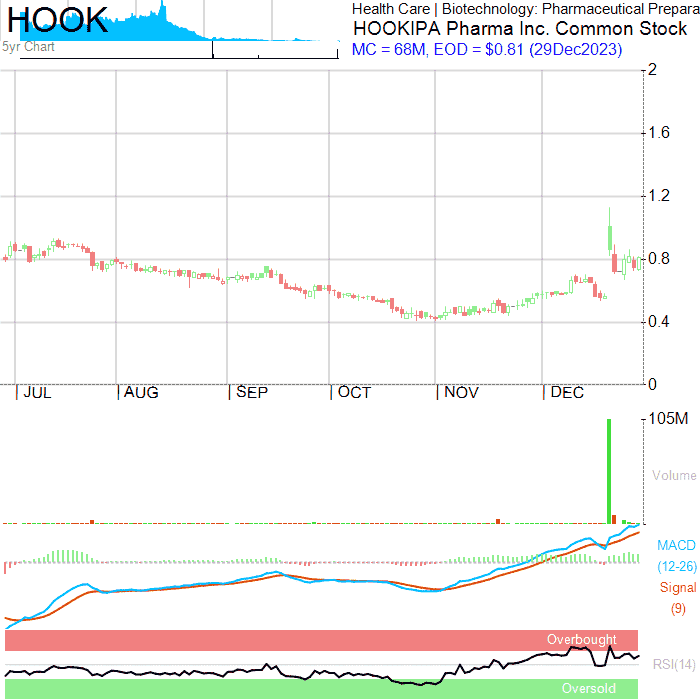 HOOK
5yr Chart
Health Care | Biotechnology: Pharmaceutical Prepara
HOOKIPA Pharma Inc. Common Stock
MC = 68M, EOD = $0.81 (29Dec2023)
2
1.6
1.2
0.8
0.4
0
JUL
AUG
SEP
OCT
NOV
DEC
105M
Volume
MACD
(12-26)
Signal
(9)
Overbought
RSI(14)
Oversold